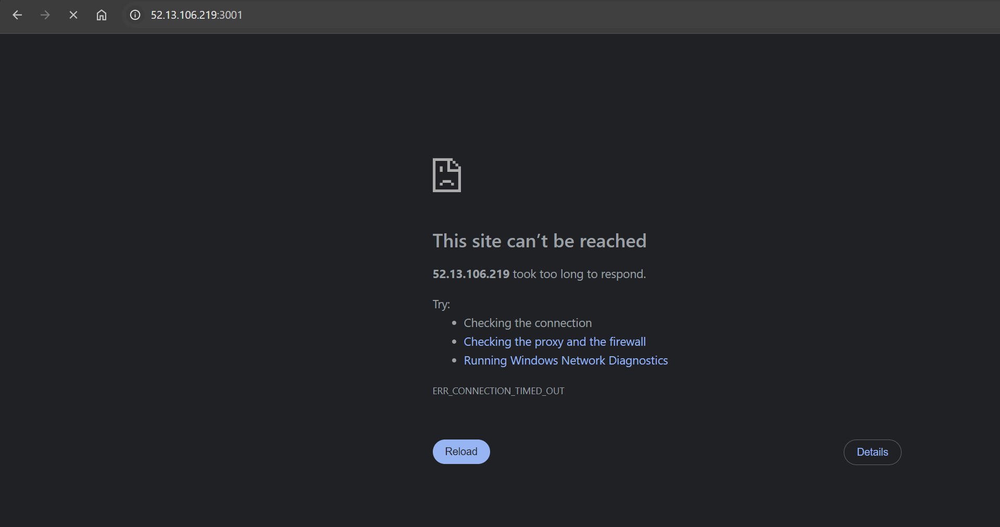 52.13.106.219:3001
This site can’t be reached
52.13.106.219 took too long to respond.
Try:
Checking the connection
Checking the proxy and the firewall
Running Windows Network Diagnostics
ERR_CONNECTION_TIMED_OUT
Reload
Details